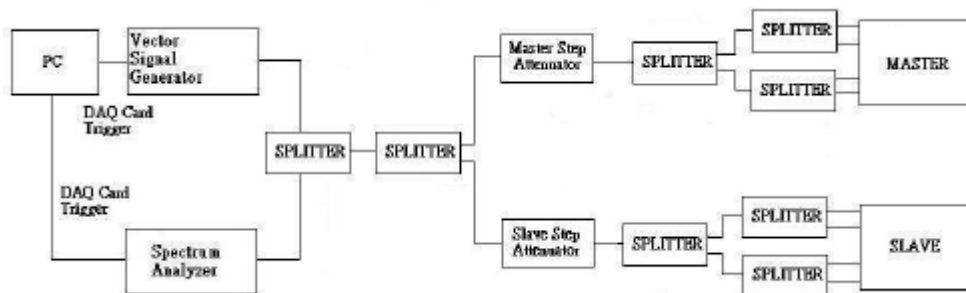 PC
Vector
Signal
Generator
DAQ Card
Trigger
DAQ Card
Trigger
Spectrum
Analyzer
SPLITTER
SPLITTER
Master Step
Attenuator
SPLITTER
SPLITTER
SPLITTER
MASTER
Slave Step
Attenuator
SPLITTER
SPLITTER
SPLITTER
SLAVE